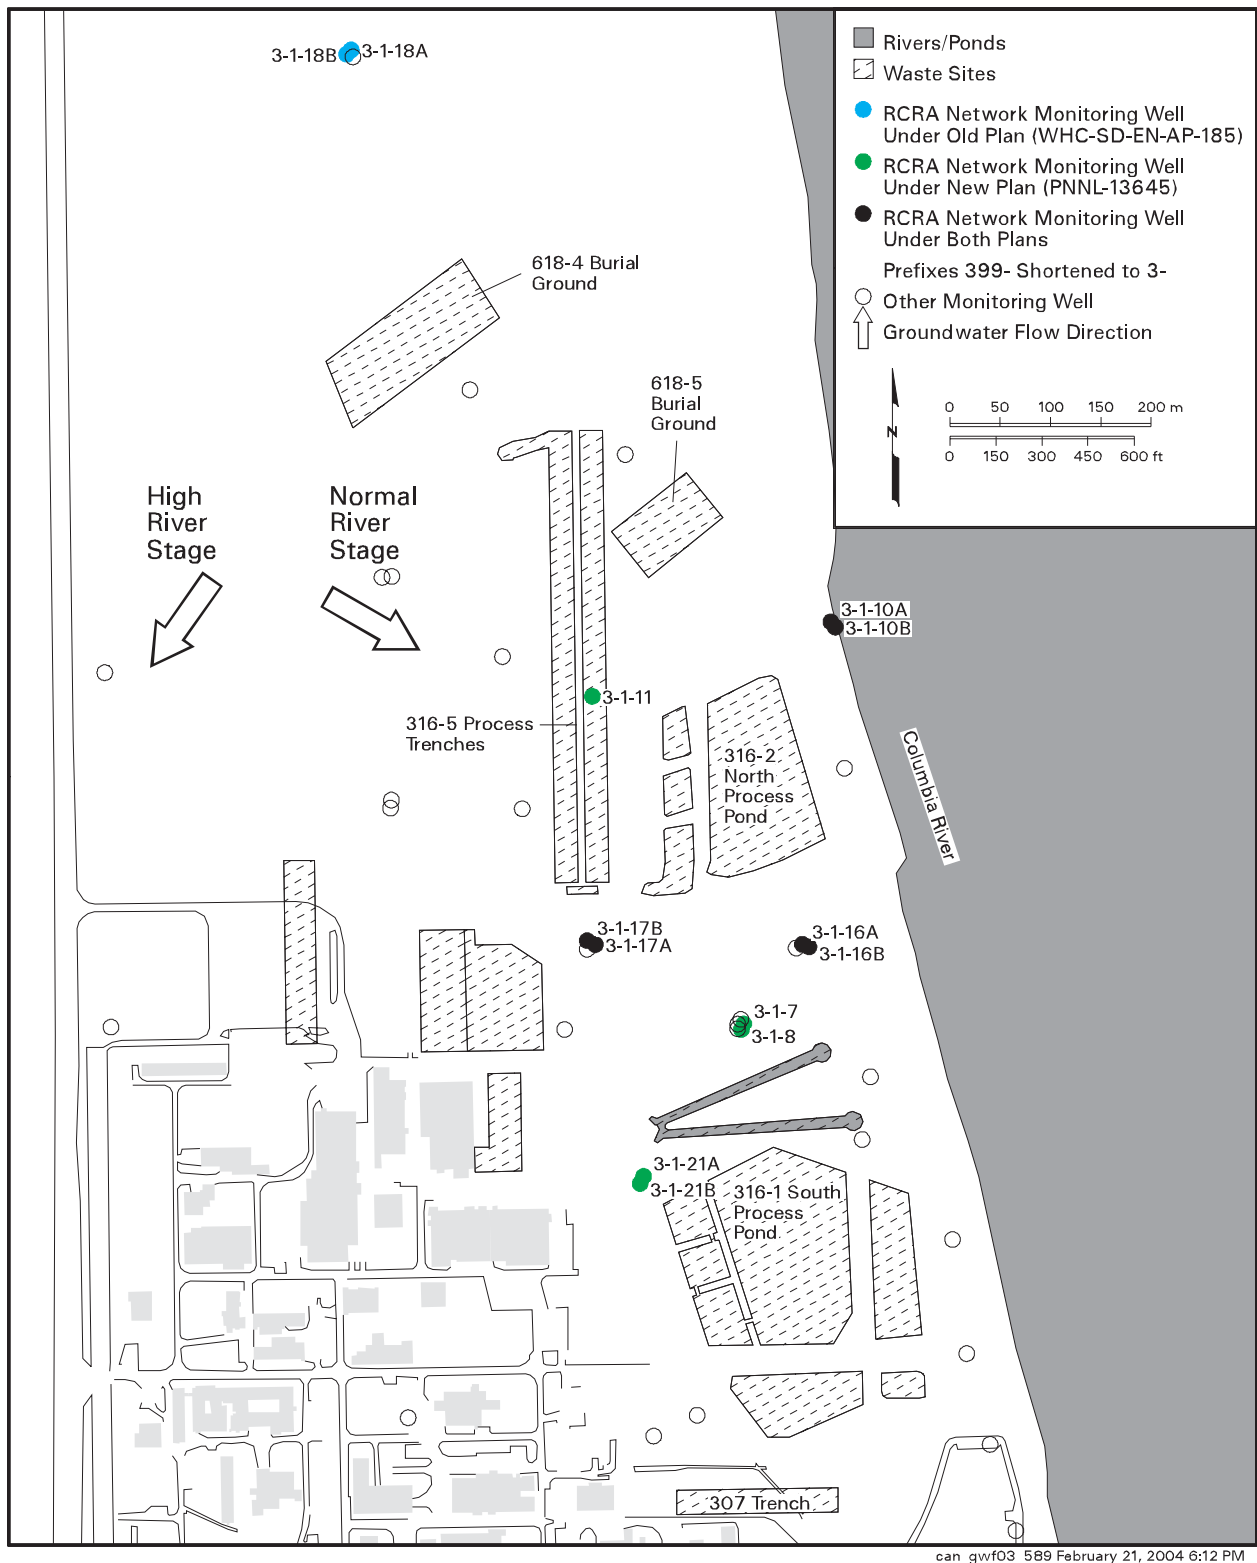 3-1-18B
3-1-18A
Rivers/Ponds
Waste Sites
RCRA Network Monitoring Well
Under Old Plan (WHC-SD-EN-AP-185)
RCRA Network Monitoring Well
Under New Plan (PNNL-13645)
RCRA Network Monitoring Well
Under Both Plans
Prefixes 399- Shortened to 3-
Other Monitoring Well
Groundwater Flow Direction
N
0 50 100 150 200 m
0 150 300 450 600 ft
618-4 Burial
Ground
618-5
Burial
Ground
High
River
Stage
Normal
River
Stage
3-1-10A
3-1-10B
3-1-11
316-5 Process
Trenches
316-2
North
Process
Pond
Columbia River
3-1-17B
3-1-17A
3-1-16A
3-1-16B
3-1-7
3-1-8
3-1-21A
3-1-21B
316-1 South
Process
Pond
307 Trench
can_gwf03_589 February 21, 2004 6:12 PM